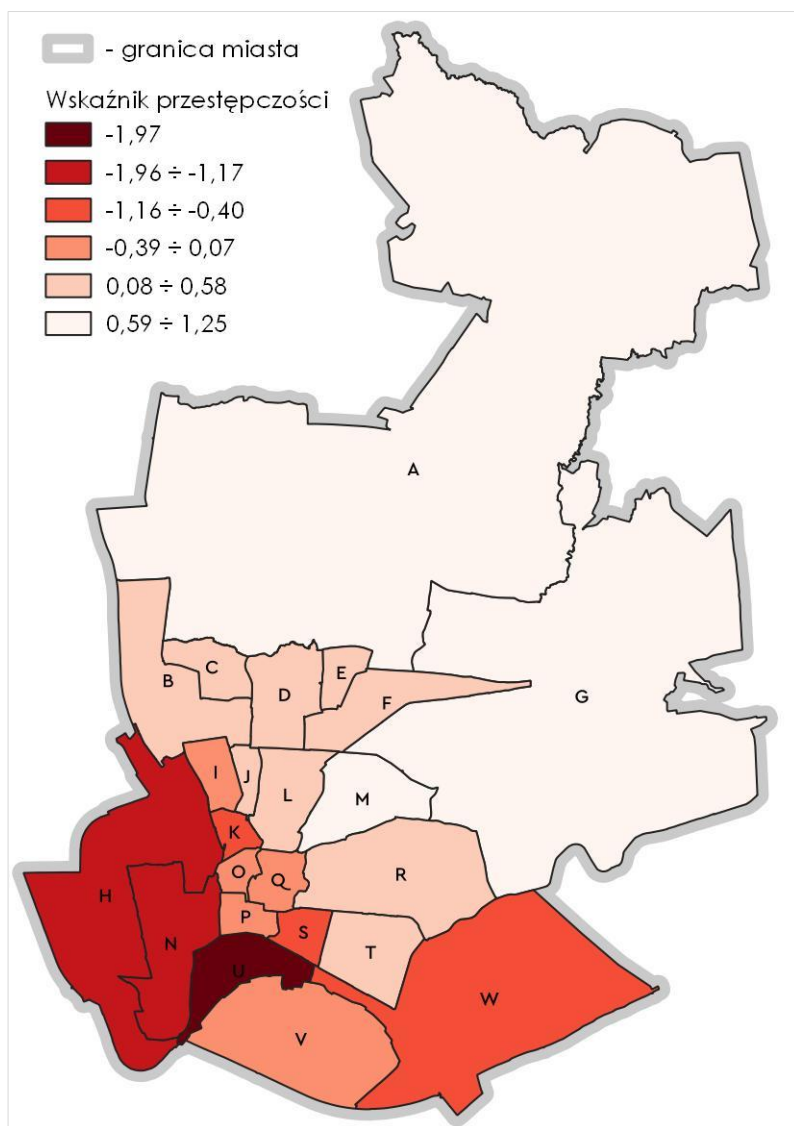 - granica miasta
Wskaźnik przestępczości
-1,97
-1,96 ÷ -1,17
-1,16 ÷ -0,40
-0,39 ÷ 0,07
0,08 ÷ 0,58
0,59 ÷ 1,25
A
B
C
D
E
F
G
H
I
J
K
L
M
N
O
P
Q
R
S
T
U
V
W